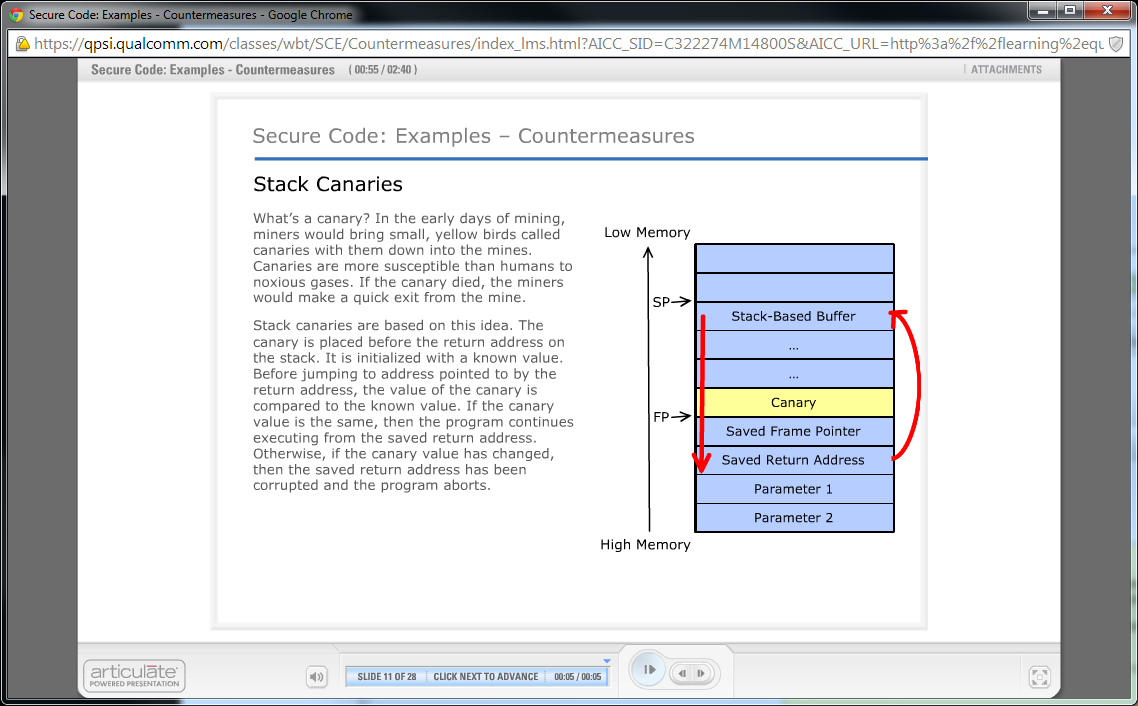 Secure Code: Examples - Countermeasures - Google Chrome
https://qpsi.qualcomm.com/classes/wbt/SCE/Countermeasures/index_lms.html?AICC_SID=C322274M14800S&AICC_URL=http%3a%2f%2flearning%2equ
Secure Code: Examples - Countermeasures ( 00:55 / 02:40 )
ATTACHMENTS
Secure Code: Examples – Countermeasures
Stack Canaries
What’s a canary? In the early days of mining,
miners would bring small, yellow birds called
canaries with them down into the mines.
Canaries are more susceptible than humans to
noxious gases. If the canary died, the miners
would make a quick exit from the mine.
Stack canaries are based on this idea. The
canary is placed before the return address on
the stack. It is initialized with a known value.
Before jumping to address pointed to by the
return address, the value of the canary is
compared to the known value. If the canary
value is the same, then the program continues
executing from the saved return address.
Otherwise, if the canary value has changed,
then the saved return address has been
corrupted and the program aborts.
Low Memory
SP
Stack-Based Buffer
...
...
Canary
FP
Saved Frame Pointer
Saved Return Address
Parameter 1
Parameter 2
High Memory
articulate
POWERED PRESENTATION
SLIDE 11 OF 28
CLICK NEXT TO ADVANCE
00:05 / 00:05